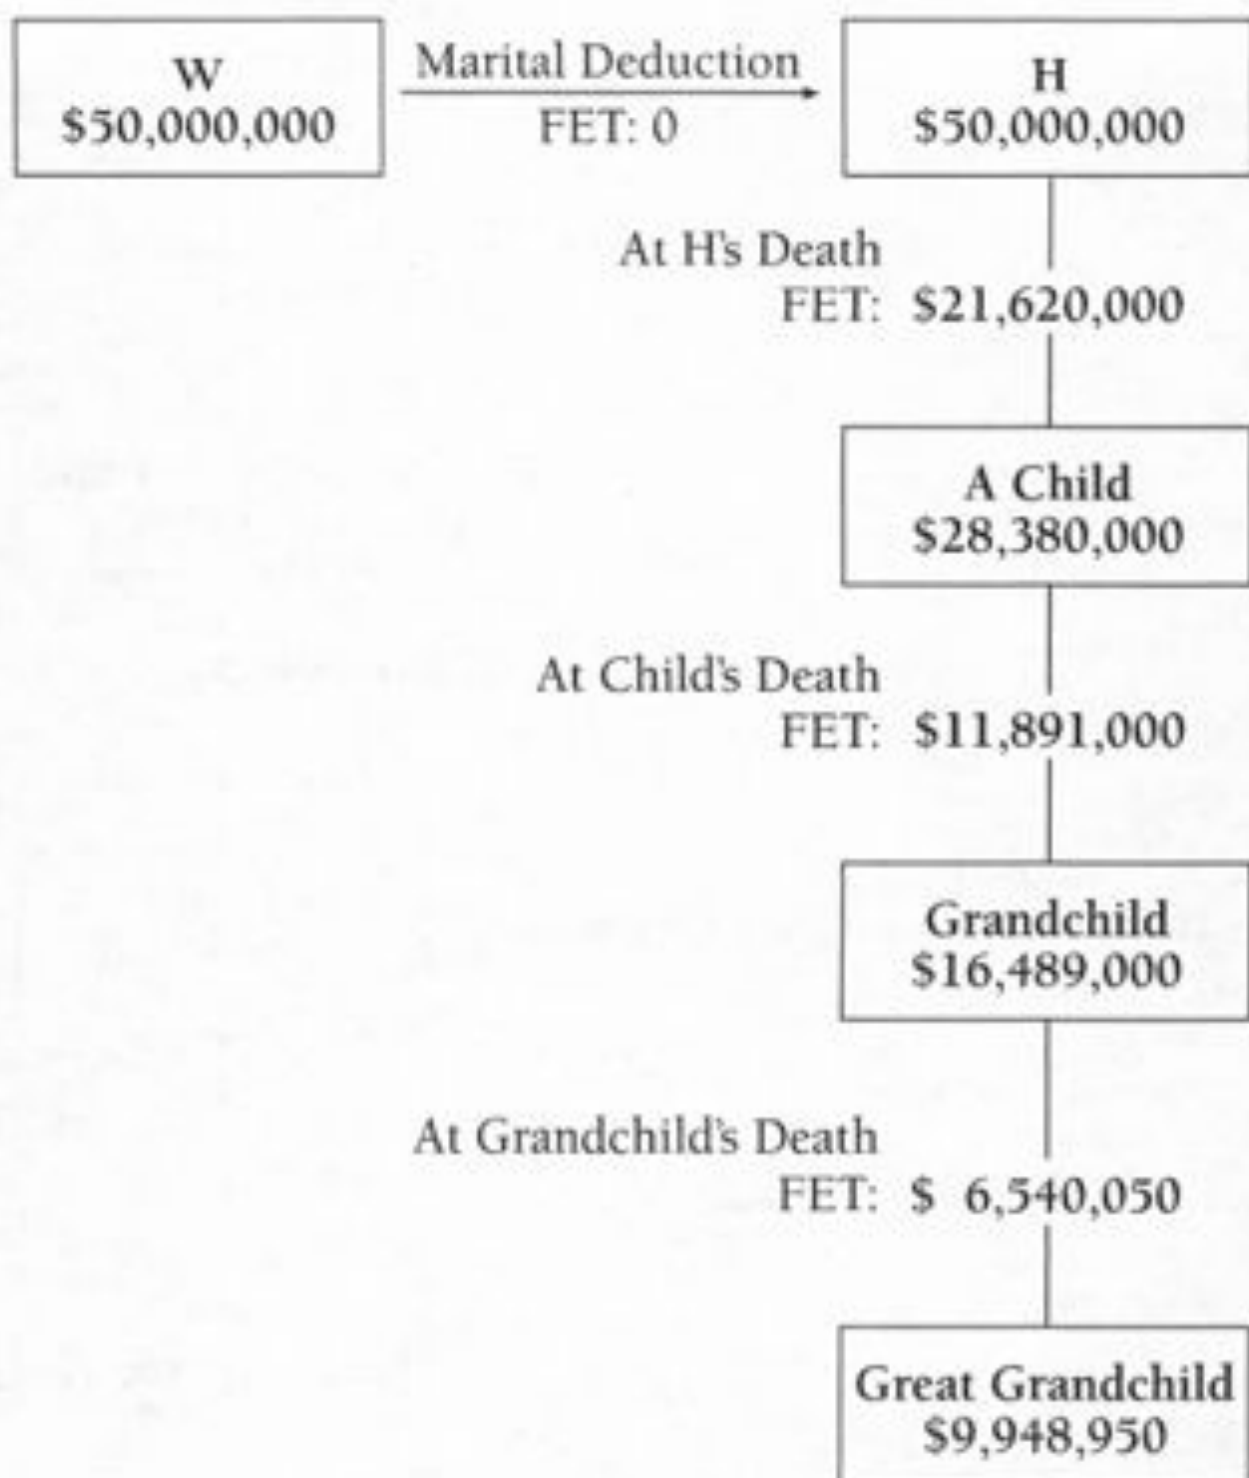 W
$50,000,000
Marital Deduction
FET: 0
H
$50,000,000
At H's Death
FET: $21,620,000
A Child
$28,380,000
At Child's Death
FET: $11,891,000
Grandchild
$16,489,000
At Grandchild's Death
FET: $ 6,540,050
Great Grandchild
$9,948,950